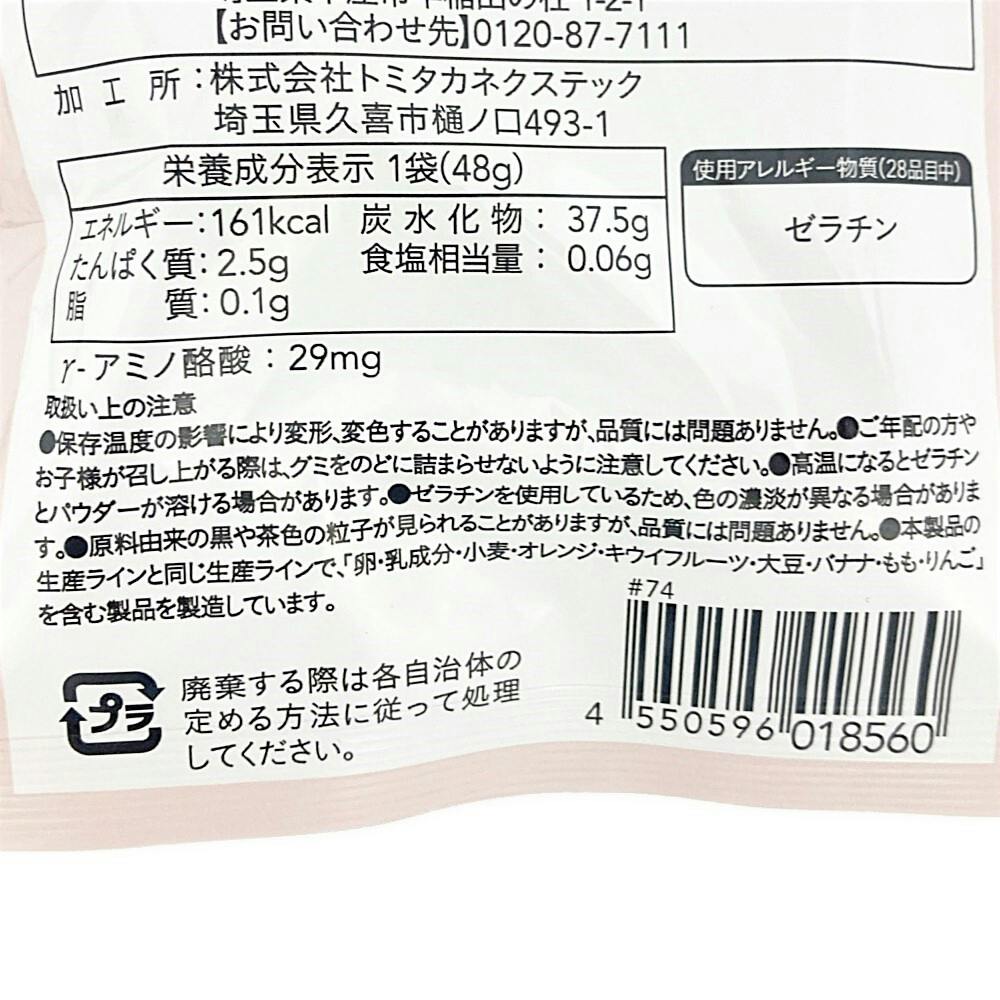 【お問い合わせ先】0120-87-7111
加工所：株式会社トミタカネクステック
埼玉県久喜市樋ノ口493-1
栄養成分表示 1袋(48g)
エネルギー：161kcal 炭水化物：37.5g
たんぱく質：2.5g 食塩相当量：0.06g
脂質：0.1g
使用アレルギー物質(28品目中)
ゼラチン
γ-アミノ酪酸：29mg
取扱い上の注意
●保存温度の影響により変形、変色することがありますが、品質には問題ありません。●ご年配の方や
お子様が召し上がる際は、グミをのどに詰まらせないように注意してください。●高温になるとゼラチン
とパウダーが溶ける場合があります。●ゼラチンを使用しているため、色の濃淡が異なる場合がありま
す。●原料由来の黒や茶色の粒子が見られることがありますが、品質には問題ありません。●本製品の
生産ラインと同じ生産ラインで、「卵・乳成分・小麦・オレンジ・キウイフルーツ・大豆・バナナ・もも・りんご」
を含む製品を製造しています。
#74
プラ
廃棄する際は各自治体の
定める方法に従って処理
してください。
4 550596 018560